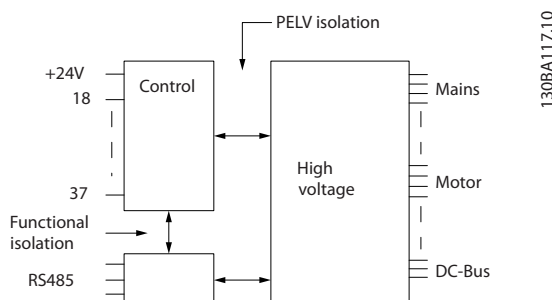 PELV isolation
130BA117.10
+24V
Control
Mains
18
High
voltage
Motor
37
Functional
isolation
RS485
DC-Bus